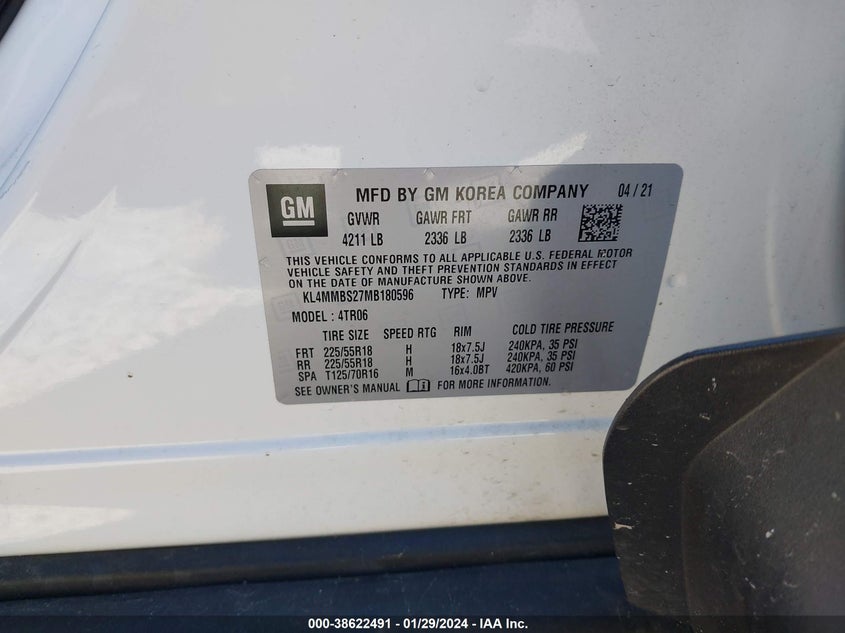 GM
MFD BY GM KOREA COMPANY 04 / 21
GVWR GAWR FRT GAWR RR
4211 LB 2336 LB 2336 LB
THIS VEHICLE CONFORMS TO ALL APPLICABLE U.S. FEDERAL MOTOR
VEHICLE SAFETY AND THEFT PREVENTION STANDARDS IN EFFECT
ON THE DATE OF MANUFACTURE SHOWN ABOVE.
KL4MMBS27MB180596 TYPE: MPV
MODEL : 4TR06
TIRE SIZE SPEED RTG RIM COLD TIRE PRESSURE
FRT 225/55R18 H 18x7.5J 240KPA, 35 PSI
RR 225/55R18 H 18x7.5J 240KPA, 35 PSI
SPA T125/70R16 M 16x4.0BT 420KPA, 60 PSI
SEE OWNER'S MANUAL FOR MORE INFORMATION.
000-38622491 - 01/29/2024 - IAA Inc.